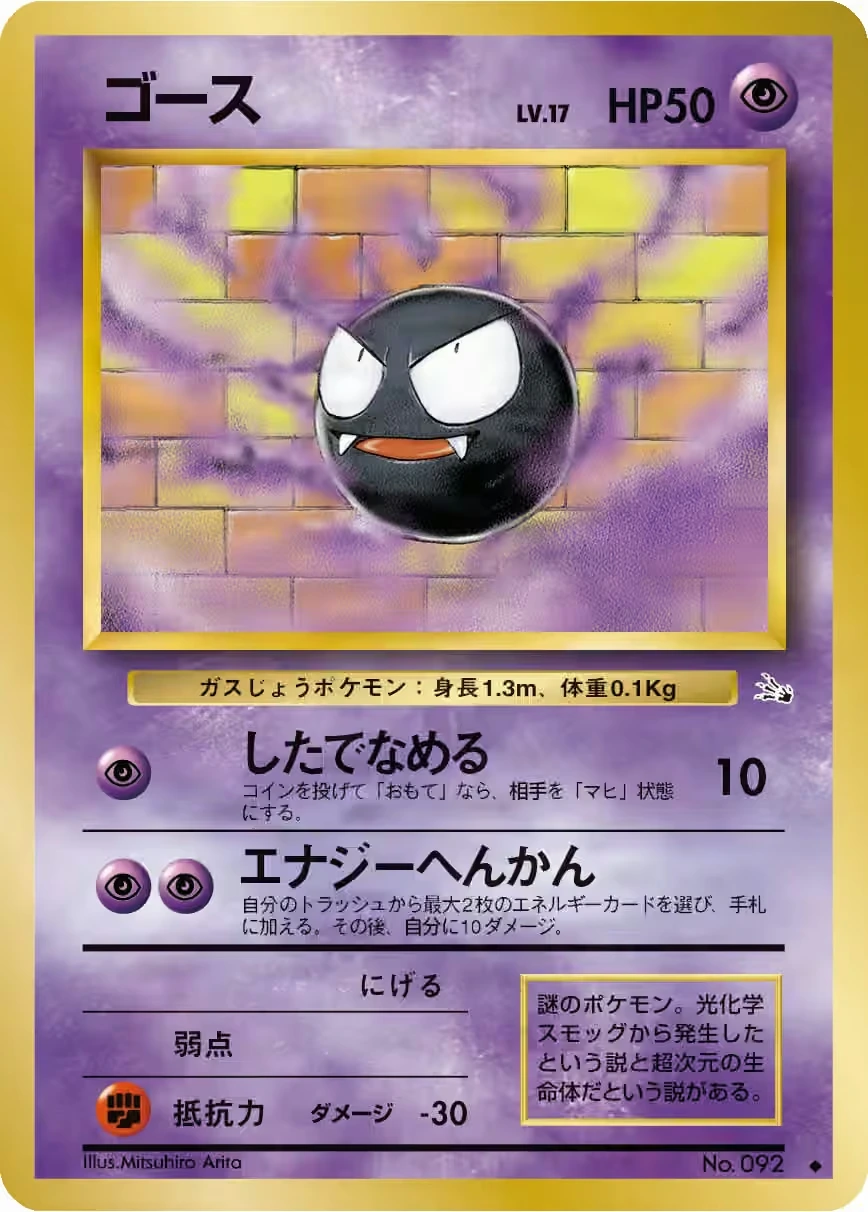 ゴース LV.17 HP50
ガスじょうポケモン：身長1.3m、体重0.1Kg
したでなめる 10
コインを投げて「おもて」なら、相手を「マヒ」状態
にする。
エナジーへんかん
自分のトラッシュから最大2枚のエネルギーカードを選び、手札
に加える。その後、自分に10ダメージ。
にげる
弱点
抵抗力 ダメージ -30
謎のポケモン。光化学
スモッグから発生した
という説と超次元の生
命体だという説がある。
Illus.Mitsuhiro Arita No.092